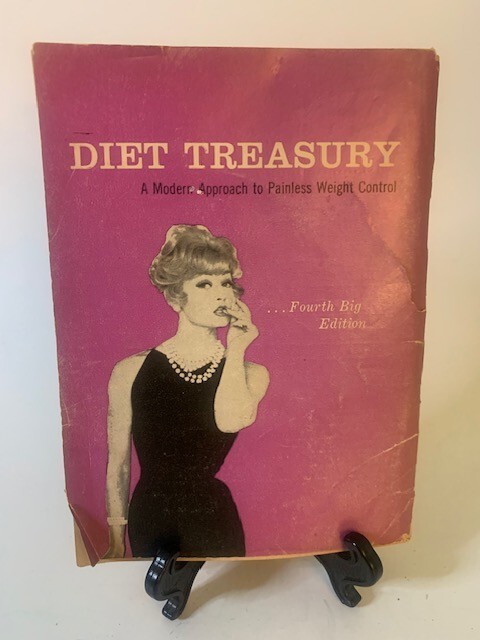 DIET TREASURY
A Modern Approach to Painless Weight Control
...Fourth Big
Edition